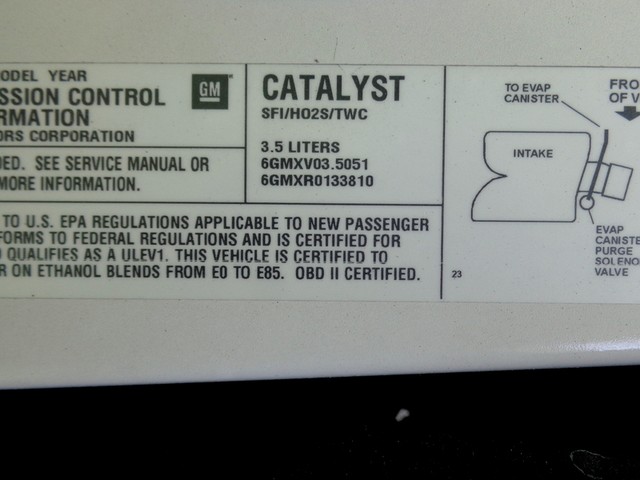 ODEL YEAR
SSION CONTROL
RMATION
ORS CORPORATION
GM
DED. SEE SERVICE MANUAL OR
MORE INFORMATION.
CATALYST
SFI/HO2S/TWC
3.5 LITERS
6GMXV03.5051
6GMXR0133810
TO U.S. EPA REGULATIONS APPLICABLE TO NEW PASSENGER
FORMS TO FEDERAL REGULATIONS AND IS CERTIFIED FOR
QUALIFIES AS A ULEV1. THIS VEHICLE IS CERTIFIED TO
R ON ETHANOL BLENDS FROM E0 TO E85. OBD II CERTIFIED.
TO EVAP
CANISTER
FRO
OF V
INTAKE
EVAP
CANISTE
PURGE
SOLENO
VALVE
23